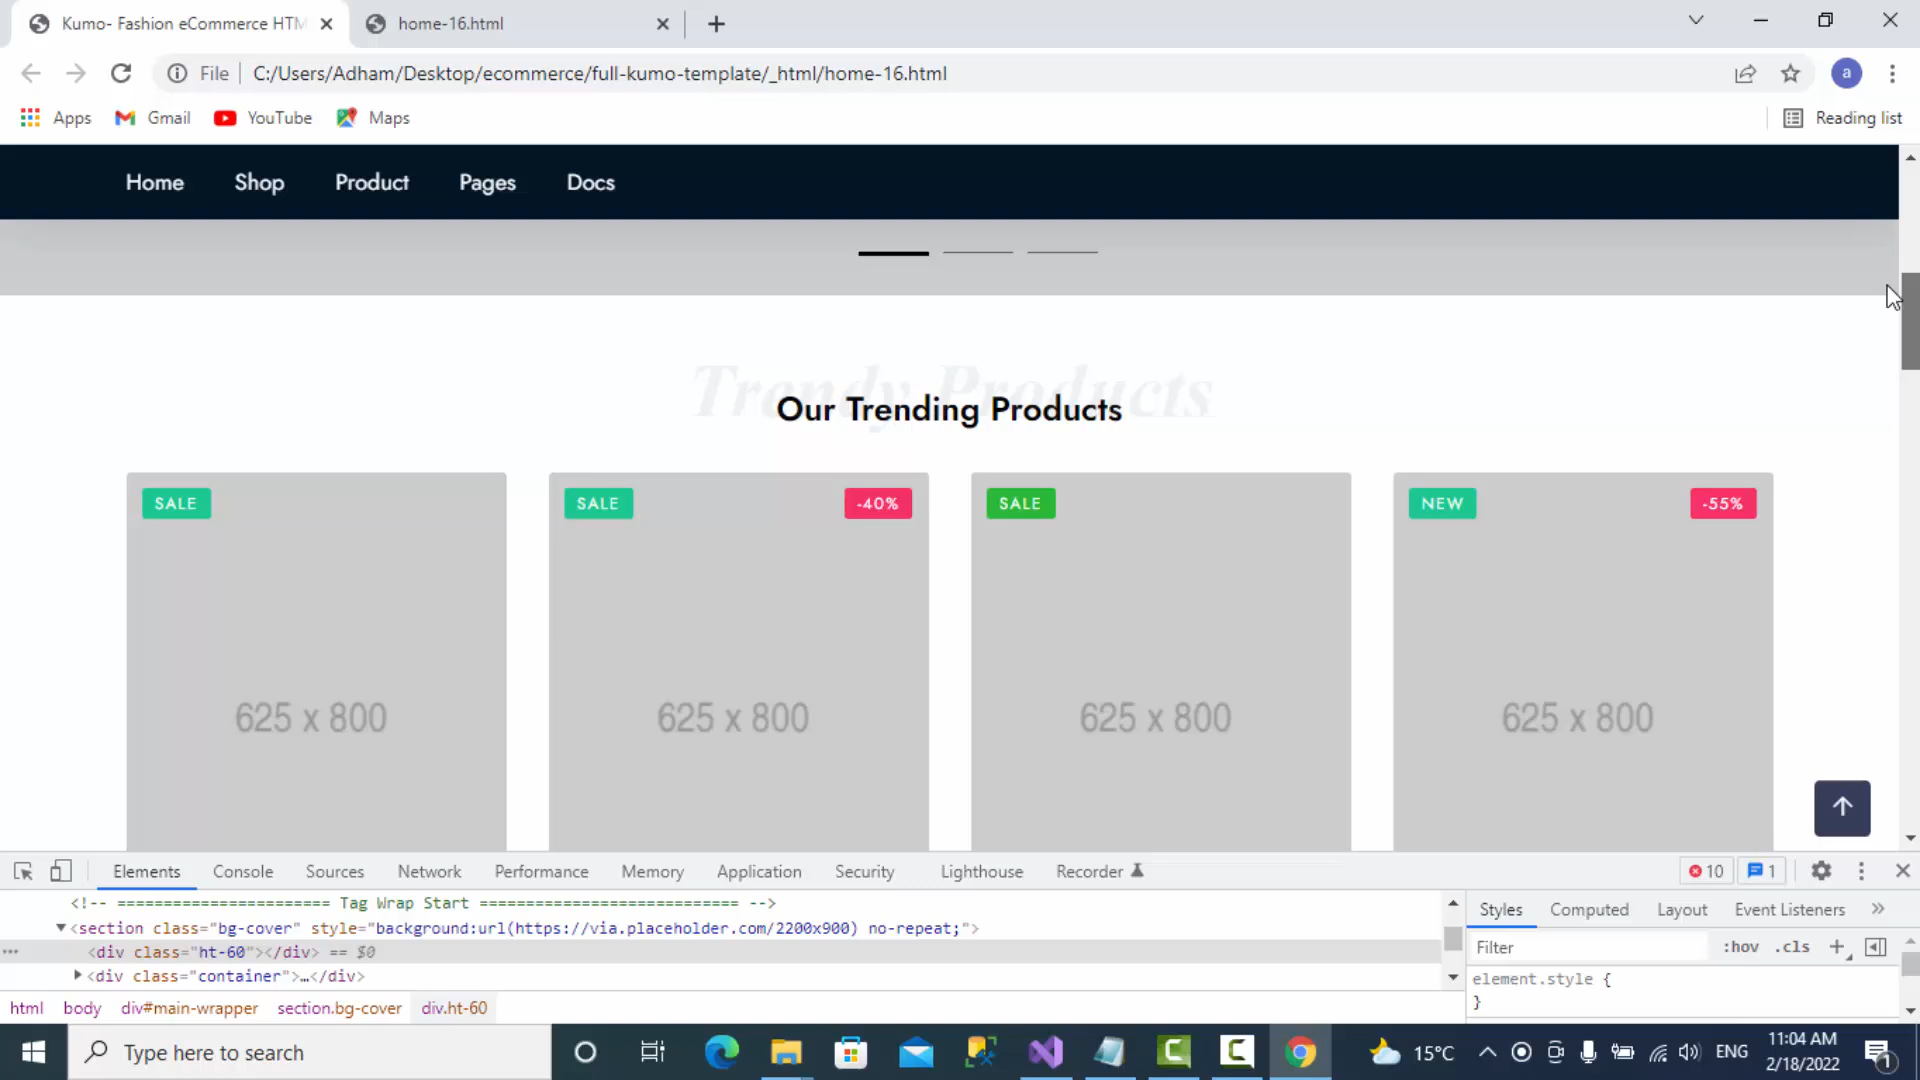 Kumo- Fashion eCommerce HTM
home-16.html
File
C:/Users/Adham/Desktop/ecommerce/full-kumo-template/_html/home-16.html
a
Apps
Gmail
YouTube
Maps
Reading list
Home
Shop
Product
Pages
Docs
Trendy Products
Our Trending Products
SALE
SALE
-40%
SALE
NEW
-55%
625 x 800
625 x 800
625 x 800
625 x 800
Elements
Console
Sources
Network
Performance
Memory
Application
Security
Lighthouse
Recorder
10
1
<!-- ======================= Tag Wrap Start =========================== -->
<section class="bg-cover" style="background:url(https://via.placeholder.com/2200x900) no-repeat;">
<div class="ht-60"></div> == $0
<div class="container">…</div>
html
body
div#main-wrapper
section.bg-cover
div.ht-60
Styles
Computed
Layout
Event Listeners
Filter
:hov
.cls
element.style {
}
Type here to search
15°C
ENG
11:04 AM
2/18/2022
1